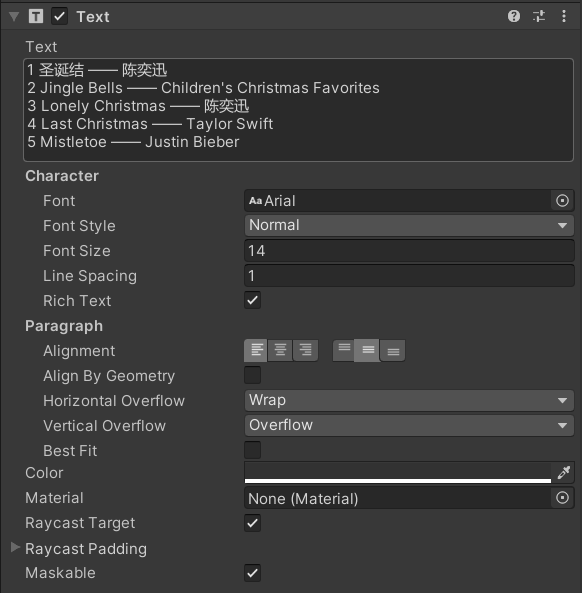 Text
Text
1 圣诞结 —— 陈奕迅
2 Jingle Bells —— Children's Christmas Favorites
3 Lonely Christmas —— 陈奕迅
4 Last Christmas —— Taylor Swift
5 Mistletoe —— Justin Bieber
Character
Font Aa Arial
Font Style Normal
Font Size 14
Line Spacing 1
Rich Text
Paragraph
Alignment
Align By Geometry
Horizontal Overflow Wrap
Vertical Overflow Overflow
Best Fit
Color
Material None (Material)
Raycast Target
Raycast Padding
Maskable